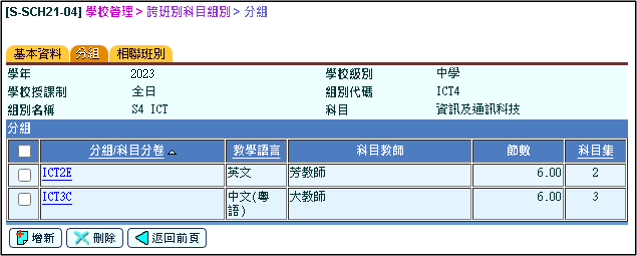 [S-SCH21-04] 學校管理 > 跨班別科目組別 > 分組
基本資料 分組 相聯班別
學年 2023 學校級別 中學
學校授課制 全日 組別代碼 ICT4
組別名稱 S4 ICT 科目 資訊及通訊科技
分組
分組/科目分卷 教學語言 科目教師 節數 科目集
ICT2E 英文 芳教師 6.00 2
ICT3C 中文(粵語) 大教師 6.00 3
增新 刪除 返回前頁